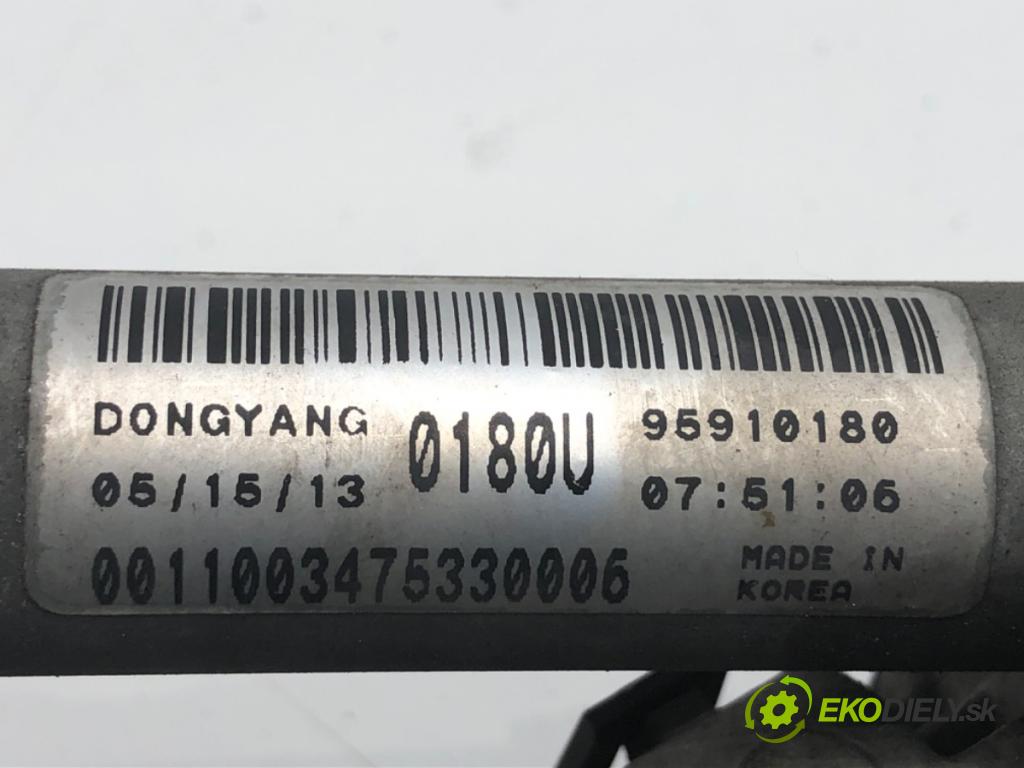 DONGYANG 0180U 95910180
05/15/13 07:51:06
0011003475330006 MADE IN
KOREA
EKODIELY.sk